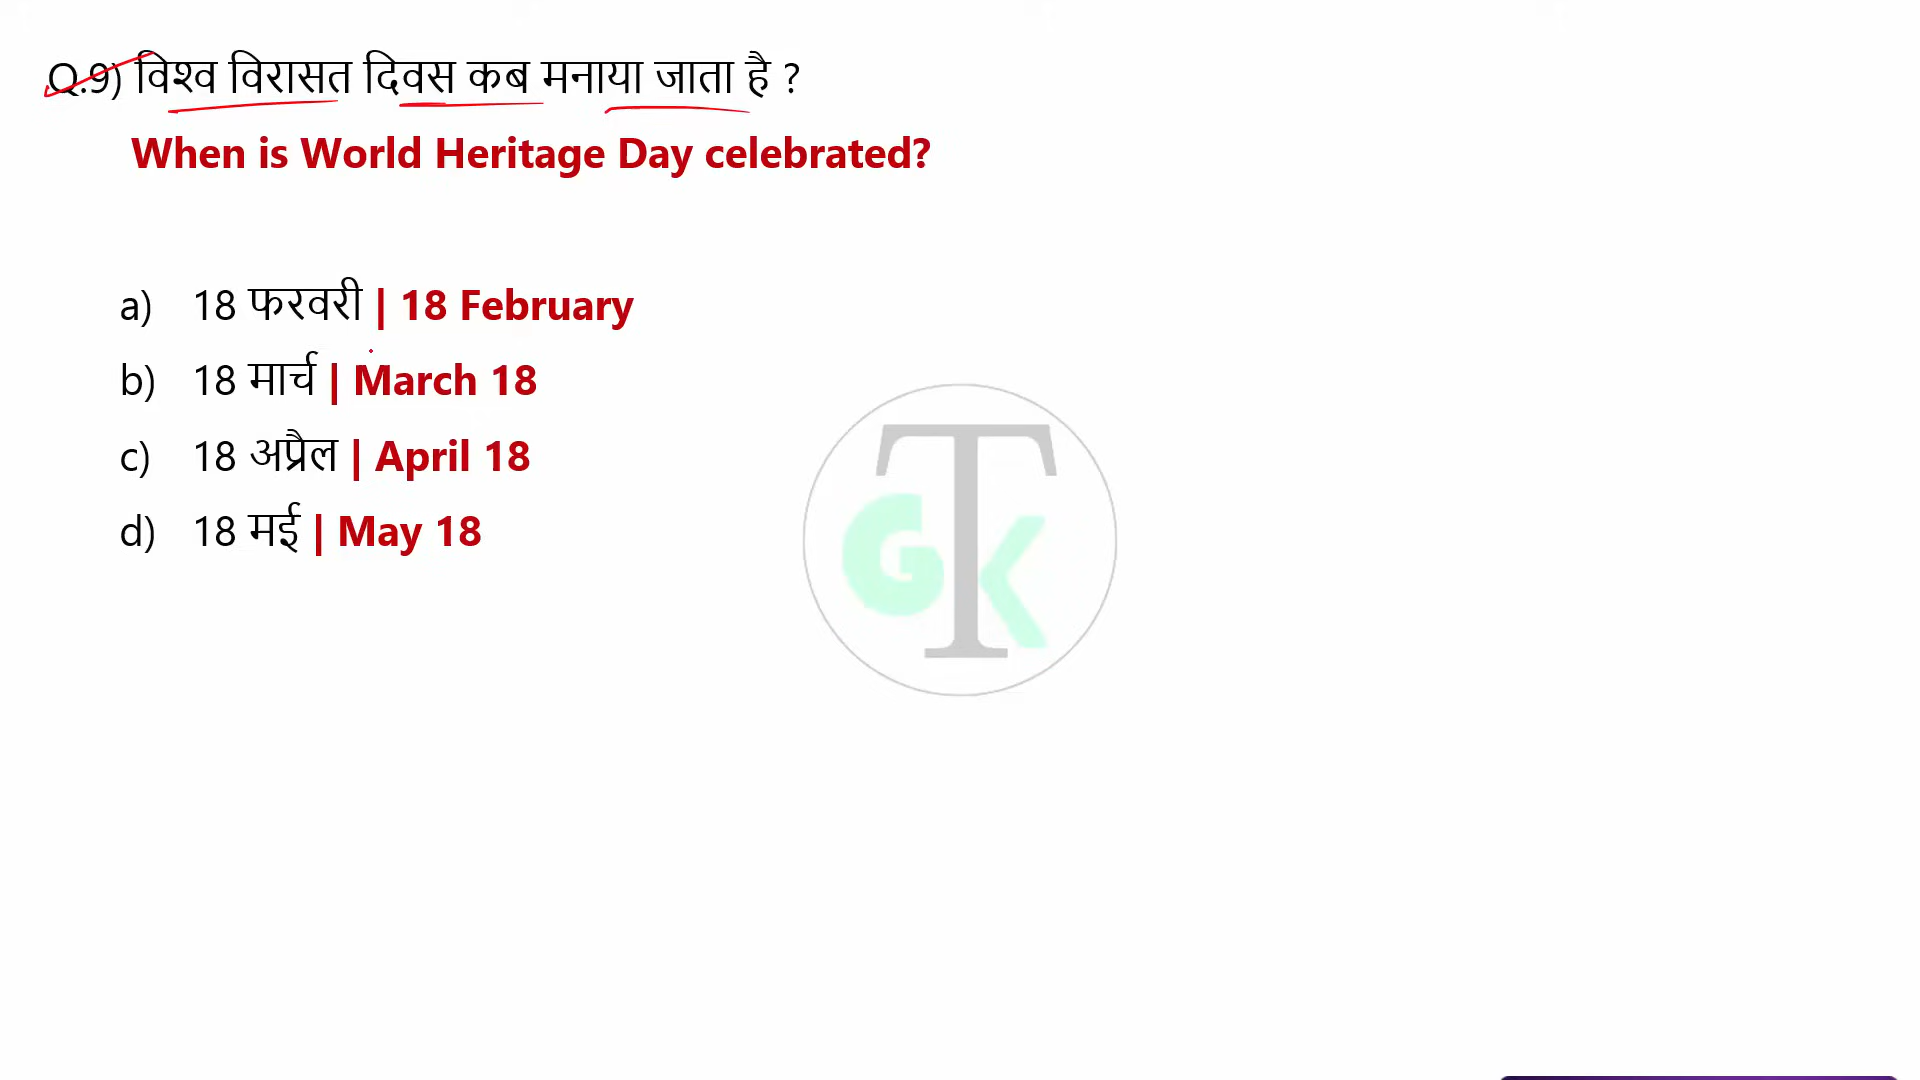 Q.9) विश्व विरासत दिवस कब मनाया जाता है ?
When is World Heritage Day celebrated?
a) 18 फरवरी | 18 February
b) 18 मार्च | March 18
c) 18 अप्रैल | April 18
d) 18 मई | May 18
GTK